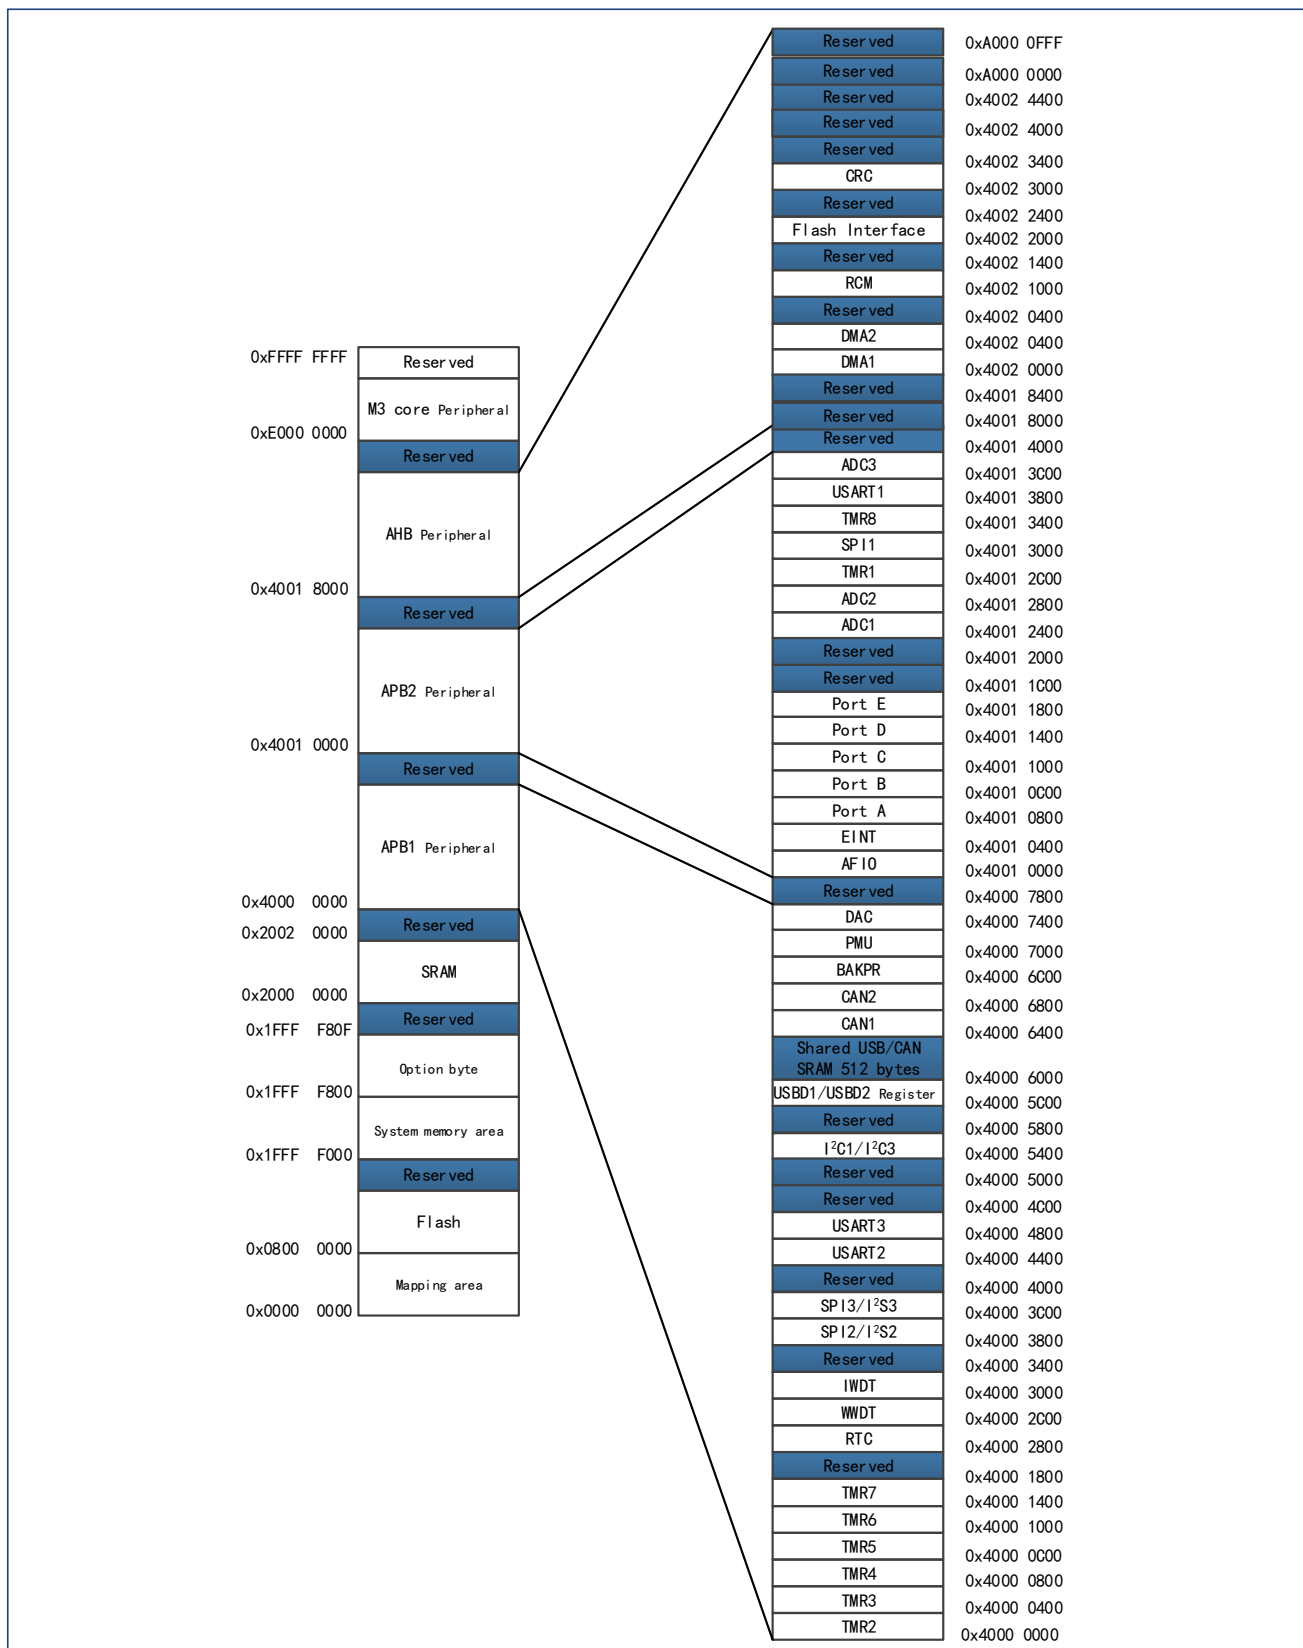 0xFFFF FFFF
Reserved
M3 core Peripheral
0xE000 0000
Reserved
AHB Peripheral
0x4001 8000
Reserved
APB2 Peripheral
0x4001 0000
Reserved
APB1 Peripheral
0x4000 0000
Reserved
0x2002 0000
SRAM
0x2000 0000
Reserved
0x1FFF F80F
Option byte
0x1FFF F800
System memory area
0x1FFF F000
Reserved
Flash
0x0800 0000
Mapping area
0x0000 0000
Reserved 0xA000 0FFF
Reserved 0xA000 0000
Reserved 0x4002 4400
Reserved 0x4002 4000
Reserved 0x4002 3400
CRC 0x4002 3000
Reserved 0x4002 2400
Flash Interface 0x4002 2000
Reserved 0x4002 1400
RCM 0x4002 1000
Reserved 0x4002 0400
DMA2 0x4002 0400
DMA1 0x4002 0000
Reserved 0x4001 8400
Reserved 0x4001 8000
Reserved 0x4001 4000
ADC3 0x4001 3C00
USART1 0x4001 3800
TMR8 0x4001 3400
SPI1 0x4001 3000
TMR1 0x4001 2C00
ADC2 0x4001 2800
ADC1 0x4001 2400
Reserved 0x4001 2000
Reserved 0x4001 1C00
Port E 0x4001 1800
Port D 0x4001 1400
Port C 0x4001 1000
Port B 0x4001 0C00
Port A 0x4001 0800
EINT 0x4001 0400
AFIO 0x4001 0000
Reserved 0x4000 7800
DAC 0x4000 7400
PMU 0x4000 7000
BAKPR 0x4000 6C00
CAN2 0x4000 6800
CAN1 0x4000 6400
Shared USB/CAN
SRAM 512 bytes 0x4000 6000
USBD1/USBD2 Register 0x4000 5C00
Reserved 0x4000 5800
I²C1/I²C3 0x4000 5400
Reserved 0x4000 5000
Reserved 0x4000 4C00
USART3 0x4000 4800
USART2 0x4000 4400
Reserved 0x4000 4000
SPI3/I²S3 0x4000 3C00
SPI2/I²S2 0x4000 3800
Reserved 0x4000 3400
IWDT 0x4000 3000
WWDT 0x4000 2C00
RTC 0x4000 2800
Reserved 0x4000 1800
TMR7 0x4000 1400
TMR6 0x4000 1000
TMR5 0x4000 0C00
TMR4 0x4000 0800
TMR3 0x4000 0400
TMR2 0x4000 0000